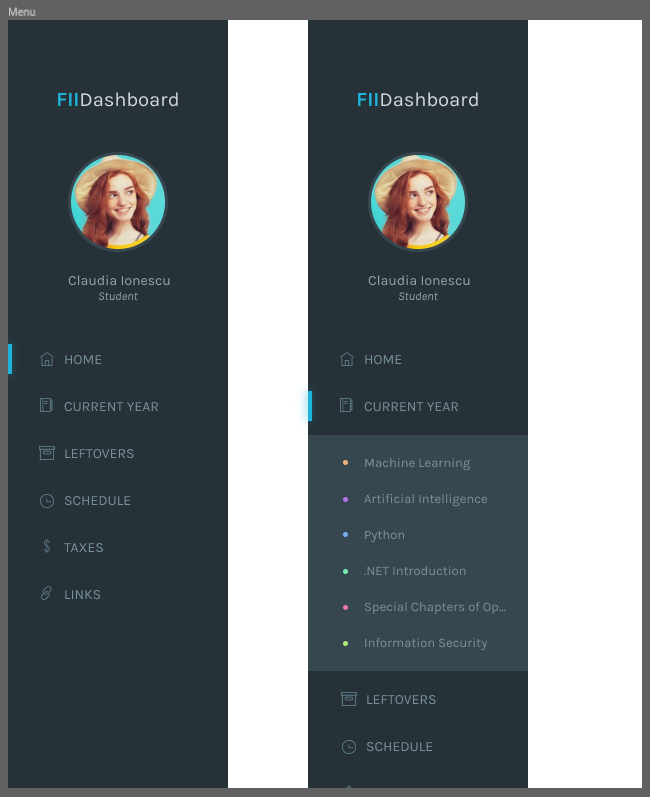 Menu
FIIDashboard
Claudia Ionescu
Student
HOME
CURRENT YEAR
LEFTOVERS
SCHEDULE
TAXES
LINKS
FIIDashboard
Claudia Ionescu
Student
HOME
CURRENT YEAR
Machine Learning
Artificial Intelligence
Python
.NET Introduction
Special Chapters of Op...
Information Security
LEFTOVERS
SCHEDULE